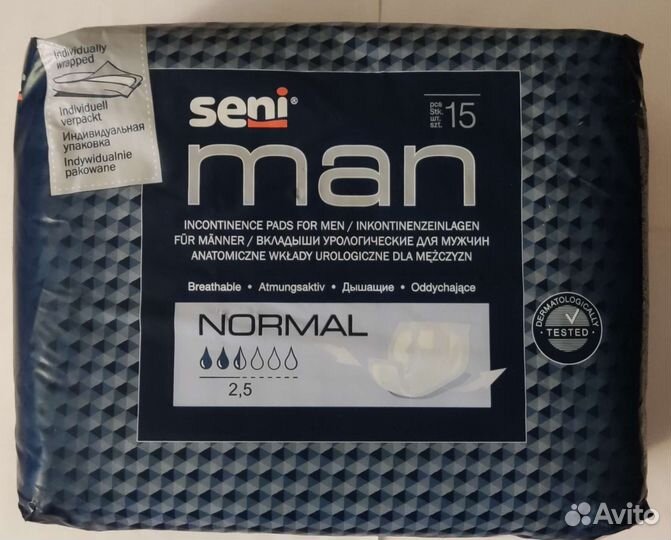 Individually
wrapped
Individuell
verpackt
Индивидуальная
упаковка
Indywidualnie
pakowane
seni®
pcs
Stk.
шт.
szt.
15
man
INCONTINENCE PADS FOR MEN / INKONTINENZEINLAGEN
FÜR MÄNNER / ВКЛАДЫШИ УРОЛОГИЧЕСКИЕ ДЛЯ МУЖЧИН
ANATOMICZNE WKŁADY UROLOGICZNE DLA MĘŻCZYZN
Breathable • Atmungsaktiv • Дышащие • Oddychające
NORMAL
2,5
DERMATOLOGICALLY
TESTED
Avito